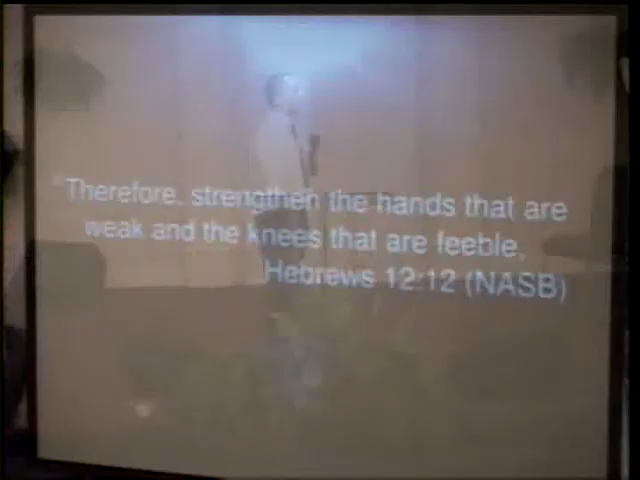 "Therefore, strengthen the hands that are
weak and the knees that are feeble,
Hebrews 12:12 (NASB)